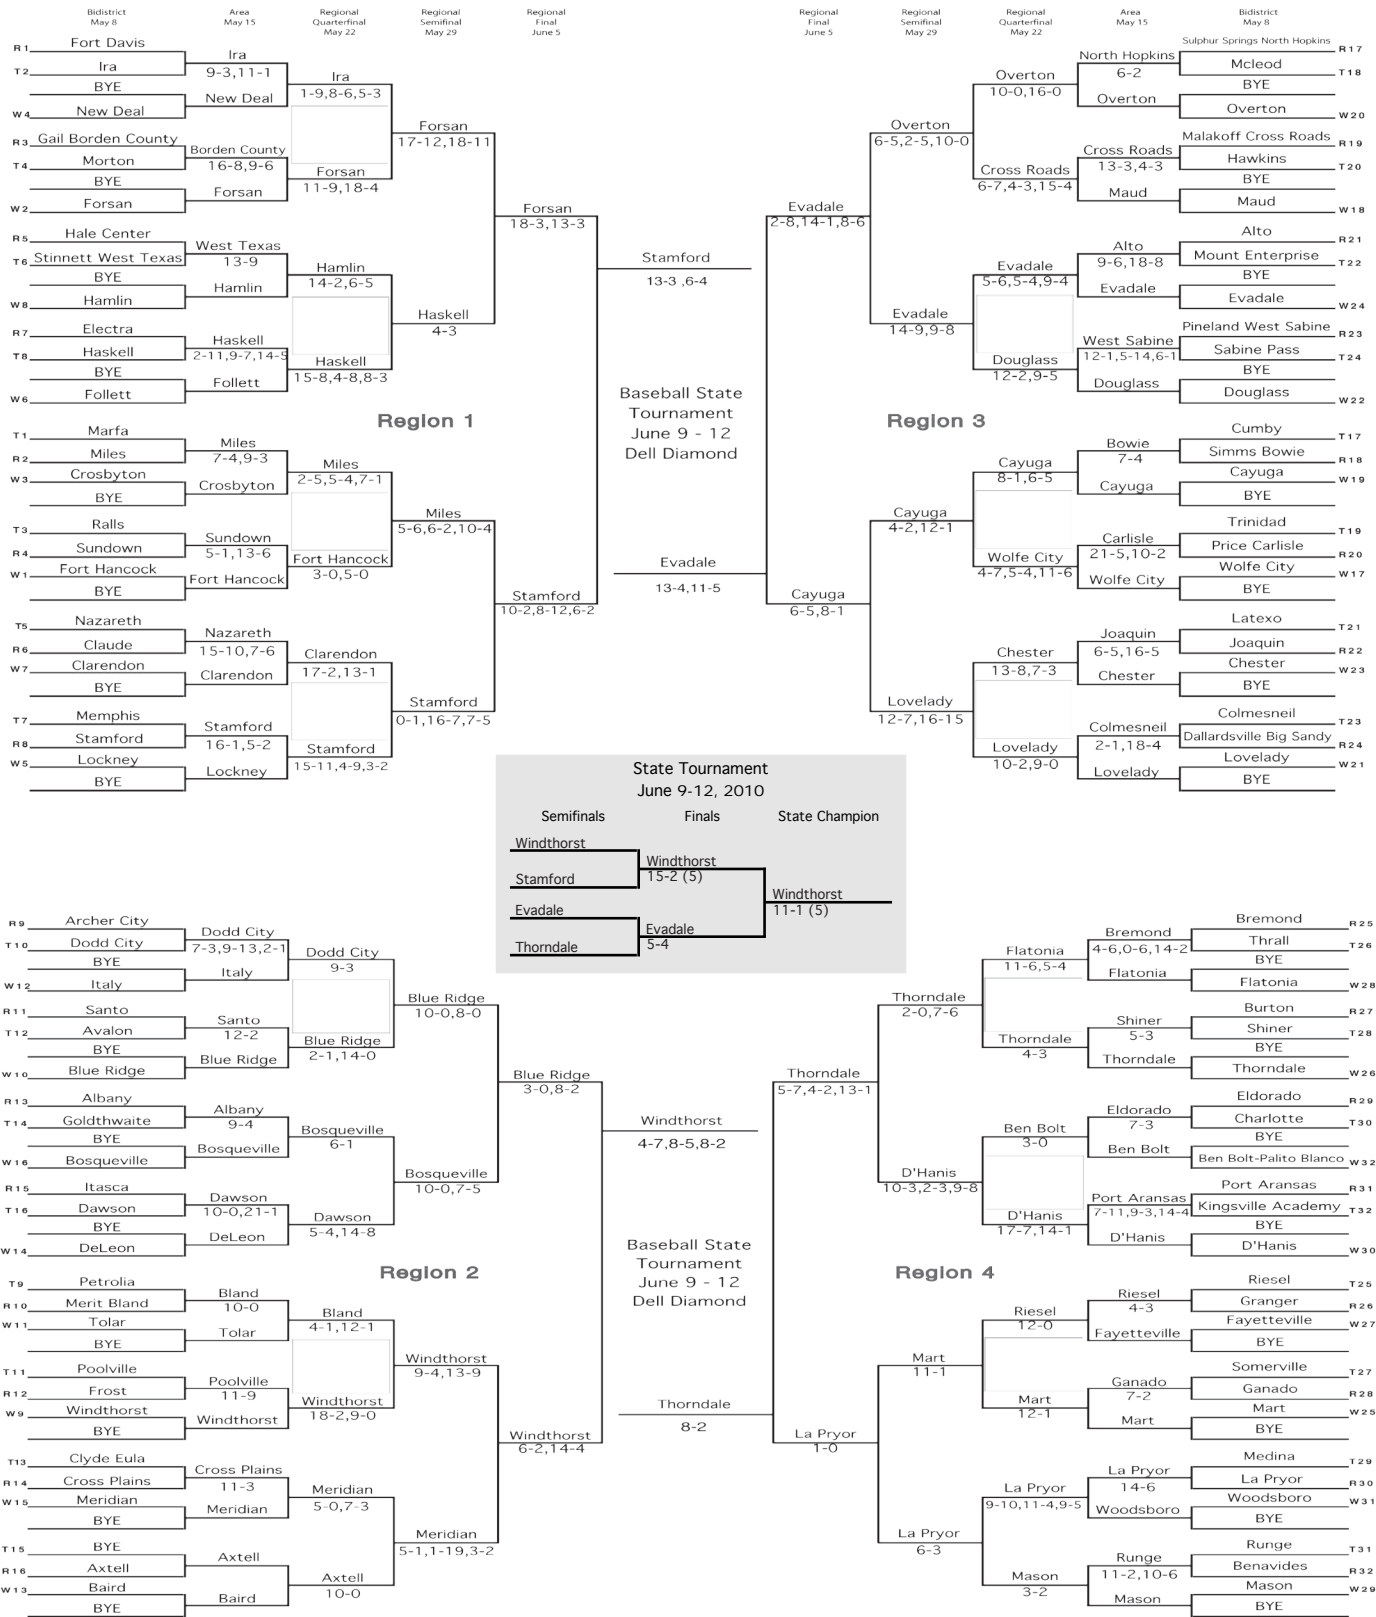 Bidistrict
May 8
Area
May 15
Regional
Quarterfinal
May 22
Regional
Semifinal
May 29
Regional
Final
June 5
Regional
Final
June 5
Regional
Semifinal
May 29
Regional
Quarterfinal
May 22
Area
May 15
Bidistrict
May 8
R1 Fort Davis
T2 Ira
BYE
W4 New Deal
R3 Gail Borden County
T4 Morton
BYE
W2 Forsan
R5 Hale Center
T6 Stinnett West Texas
BYE
W8 Hamlin
R7 Electra
T8 Haskell
BYE
W6 Follett
T1 Marfa
R2 Miles
W3 Crosbyton
BYE
T3 Ralls
R4 Sundown
W1 Fort Hancock
BYE
T5 Nazareth
R6 Claude
W7 Clarendon
BYE
T7 Memphis
R8 Stamford
W5 Lockney
BYE
Ira
9-3,11-1
New Deal
Borden County
16-8,9-6
Forsan
West Texas
13-9
Hamlin
Haskell
2-11,9-7,14-5
Follett
Miles
7-4,9-3
Crosbyton
Sundown
5-1,13-6
Fort Hancock
Nazareth
15-10,7-6
Clarendon
Stamford
16-1,5-2
Lockney
Ira
1-9,8-6,5-3
Forsan
11-9,18-4
Hamlin
14-2,6-5
Haskell
15-8,4-8,8-3
Miles
2-5,5-4,7-1
Fort Hancock
3-0,5-0
Clarendon
17-2,13-1
Stamford
15-11,4-9,3-2
Forsan
17-12,18-11
Haskell
4-3
Region 1
Miles
5-6,6-2,10-4
Stamford
0-1,16-7,7-5
Forsan
18-3,13-3
Stamford
10-2,8-12,6-2
Stamford
13-3 ,6-4
Baseball State
Tournament
June 9 - 12
Dell Diamond
Evadale
13-4,11-5
Evadale
2-8,14-1,8-6
Cayuga
6-5,8-1
Overton
6-5,2-5,10-0
Evadale
14-9,9-8
Region 3
Cayuga
4-2,12-1
Lovelady
12-7,16-15
Overton
10-0,16-0
Cross Roads
6-7,4-3,15-4
Evadale
5-6,5-4,9-4
Douglass
12-2,9-5
Cayuga
8-1,6-5
Wolfe City
4-7,5-4,11-6
Chester
13-8,7-3
Lovelady
10-2,9-0
North Hopkins
6-2
Overton
Cross Roads
13-3,4-3
Maud
Alto
9-6,18-8
Evadale
West Sabine
12-1,5-14,6-1
Douglass
Bowie
7-4
Cayuga
Carlisle
21-5,10-2
Wolfe City
Joaquin
6-5,16-5
Chester
Colmesneil
2-1,18-4
Lovelady
Sulphur Springs North Hopkins R17
Mcleod T18
BYE
Overton W20
Malakoff Cross Roads R19
Hawkins T20
BYE
Maud W18
Alto R21
Mount Enterprise T22
BYE
Evadale W24
Pineland West Sabine R23
Sabine Pass T24
BYE
Douglass W22
Cumby T17
Simms Bowie R18
Cayuga W19
BYE
Trinidad T19
Price Carlisle R20
Wolfe City W17
BYE
Latexo T21
Joaquin R22
Chester W23
BYE
Colmesneil T23
Dallardsville Big Sandy R24
Lovelady W21
BYE
State Tournament
June 9-12, 2010
Semifinals Finals State Champion
Windthorst
Stamford
Evadale
Thorndale
Windthorst
15-2 (5)
Evadale
5-4
Windthorst
11-1 (5)
R9 Archer City
T10 Dodd City
BYE
W12 Italy
R11 Santo
T12 Avalon
BYE
W10 Blue Ridge
R13 Albany
T14 Goldthwaite
BYE
W16 Bosqueville
R15 Itasca
T16 Dawson
BYE
W14 DeLeon
T9 Petrolia
R10 Merit Bland
W11 Tolar
BYE
T11 Poolville
R12 Frost
W9 Windthorst
BYE
T13 Clyde Eula
R14 Cross Plains
W15 Meridian
BYE
T15 BYE
R16 Axtell
W13 Baird
BYE
Dodd City
7-3,9-13,2-1
Italy
Santo
12-2
Blue Ridge
Albany
9-4
Bosqueville
Dawson
10-0,21-1
DeLeon
Bland
10-0
Tolar
Poolville
11-9
Windthorst
Cross Plains
11-3
Meridian
Axtell
Baird
Dodd City
9-3
Blue Ridge
2-1,14-0
Bosqueville
6-1
Dawson
5-4,14-8
Bland
4-1,12-1
Windthorst
18-2,9-0
Meridian
5-0,7-3
Axtell
10-0
Blue Ridge
10-0,8-0
Bosqueville
10-0,7-5
Region 2
Windthorst
9-4,13-9
Meridian
5-1,1-19,3-2
Blue Ridge
3-0,8-2
Windthorst
6-2,14-4
Windthorst
4-7,8-5,8-2
Baseball State
Tournament
June 9 - 12
Dell Diamond
Thorndale
8-2
Thorndale
5-7,4-2,13-1
La Pryor
1-0
Thorndale
2-0,7-6
D'Hanis
10-3,2-3,9-8
Region 4
Mart
11-1
La Pryor
6-3
Flatonia
11-6,5-4
Thorndale
4-3
Ben Bolt
3-0
D'Hanis
17-7,14-1
Riesel
12-0
Mart
12-1
La Pryor
9-10,11-4,9-5
Mason
3-2
Bremond
4-6,0-6,14-2
Flatonia
Shiner
5-3
Thorndale
Eldorado
7-3
Ben Bolt
Port Aransas
7-11,9-3,14-4
D'Hanis
Riesel
4-3
Fayetteville
Ganado
7-2
Mart
La Pryor
14-6
Woodsboro
Runge
11-2,10-6
Mason
Bremond R25
Thrall T26
BYE
Flatonia W28
Burton R27
Shiner T28
BYE
Thorndale W26
Eldorado R29
Charlotte T30
BYE
Ben Bolt-Palito Blanco W32
Port Aransas R31
Kingsville Academy T32
BYE
D'Hanis W30
Riesel T25
Granger R26
Fayetteville W27
BYE
Somerville T27
Ganado R28
Mart W25
BYE
Medina T29
La Pryor R30
Woodsboro W31
BYE
Runge T31
Benavides R32
Mason W29
BYE